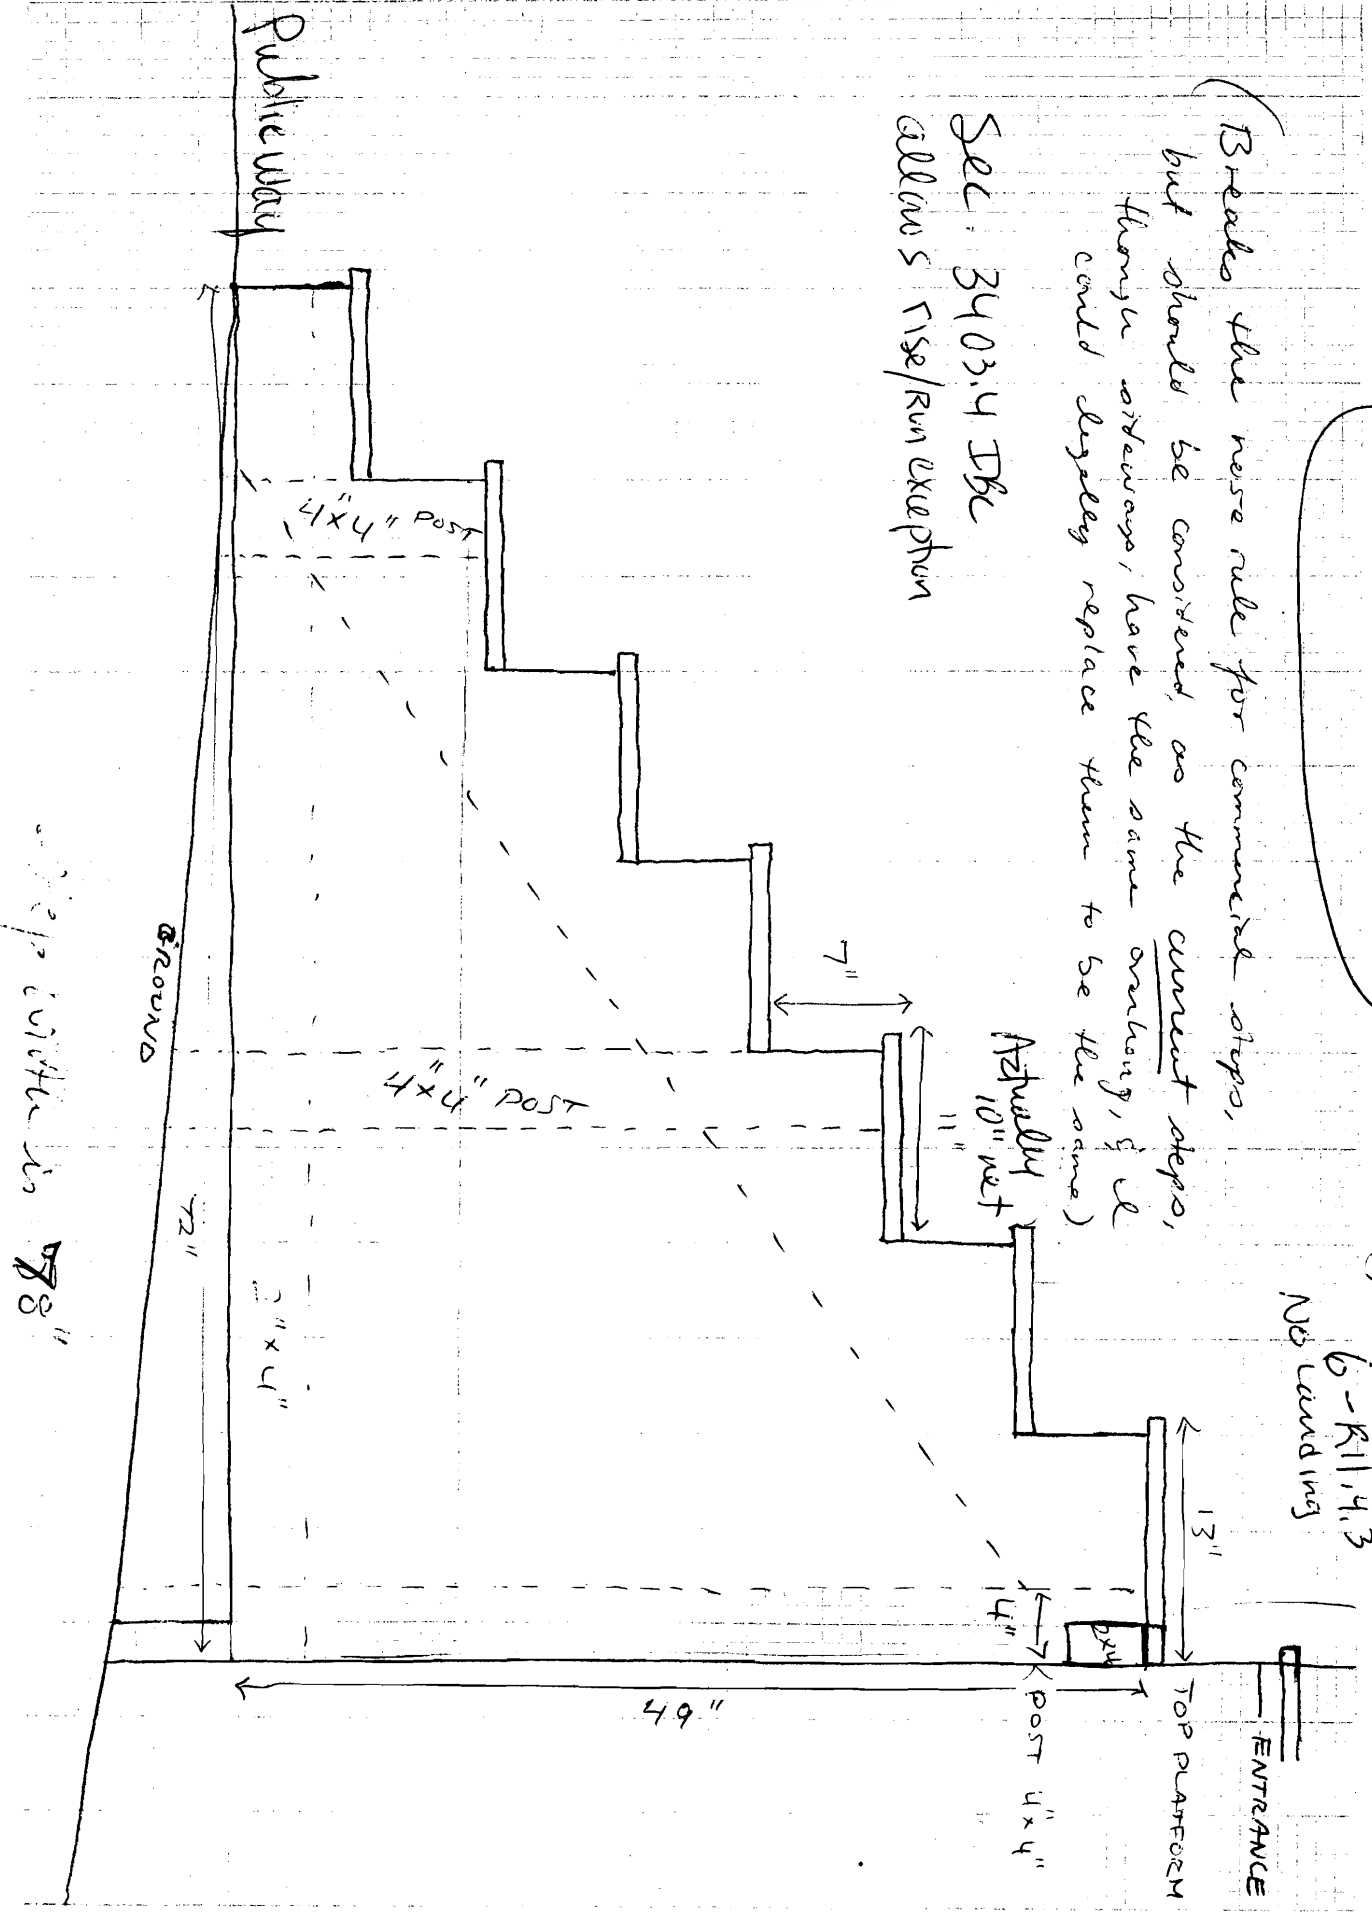 6-R11.4.3
No Landing
(Breaks the nose rule for commercial steps,
but should be considered, as the current steps,
though sideways, have the same overhang, & I
could legally replace them to be the same)
Sec. 3403.4 IBC
allows rise/Run exception
Public way
ENTRANCE
TOP PLATFORM
13"
2x4
4"
POST 4"x4"
Actually
10" net
11"
7"
4"x4" POST
4"x4" POST
49"
2"x4"
72"
GROUND
width is 78"